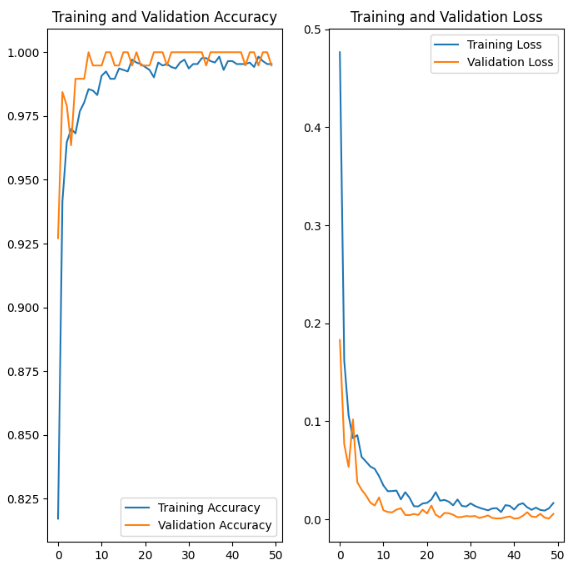 Training and Validation Accuracy
1.000
0.975
0.950
0.925
0.900
0.875
0.850
0.825
Training Accuracy
Validation Accuracy
0 10 20 30 40 50
Training and Validation Loss
0.5
0.4
0.3
0.2
0.1
0.0
Training Loss
Validation Loss
0 10 20 30 40 50